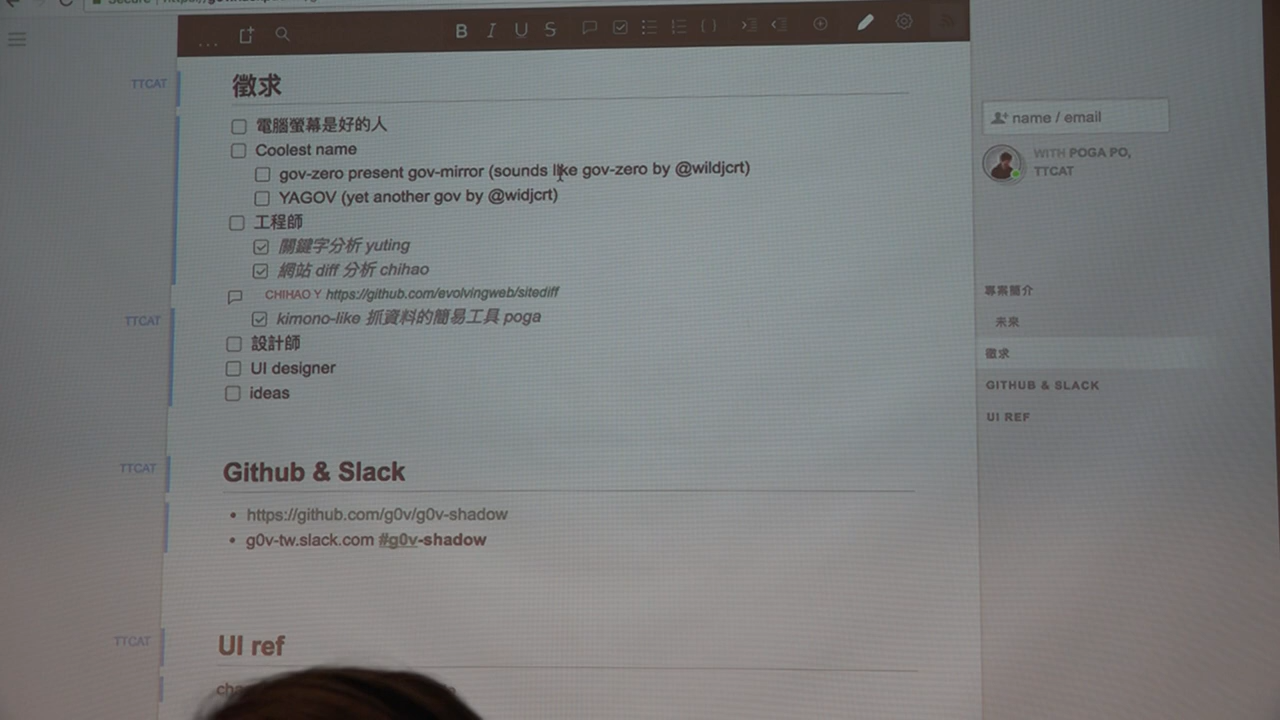 Secure
...
B I U S
徵求
TTCAT
電腦螢幕是好的人
Coolest name
gov-zero present gov-mirror (sounds like gov-zero by @wildjcrt)
YAGOV (yet another gov by @widjcrt)
工程師
關鍵字分析 yuting
網站 diff 分析 chihao
CHIHAO Y https://github.com/evolvingweb/sitediff
TTCAT
kimono-like 抓資料的簡易工具 poga
設計師
UI designer
ideas
TTCAT
Github & Slack
• https://github.com/g0v/g0v-shadow
• g0v-tw.slack.com #g0v-shadow
TTCAT
UI ref
name / email
WITH POGA PO,
TTCAT
專案簡介
未來
徵求
GITHUB & SLACK
UI REF